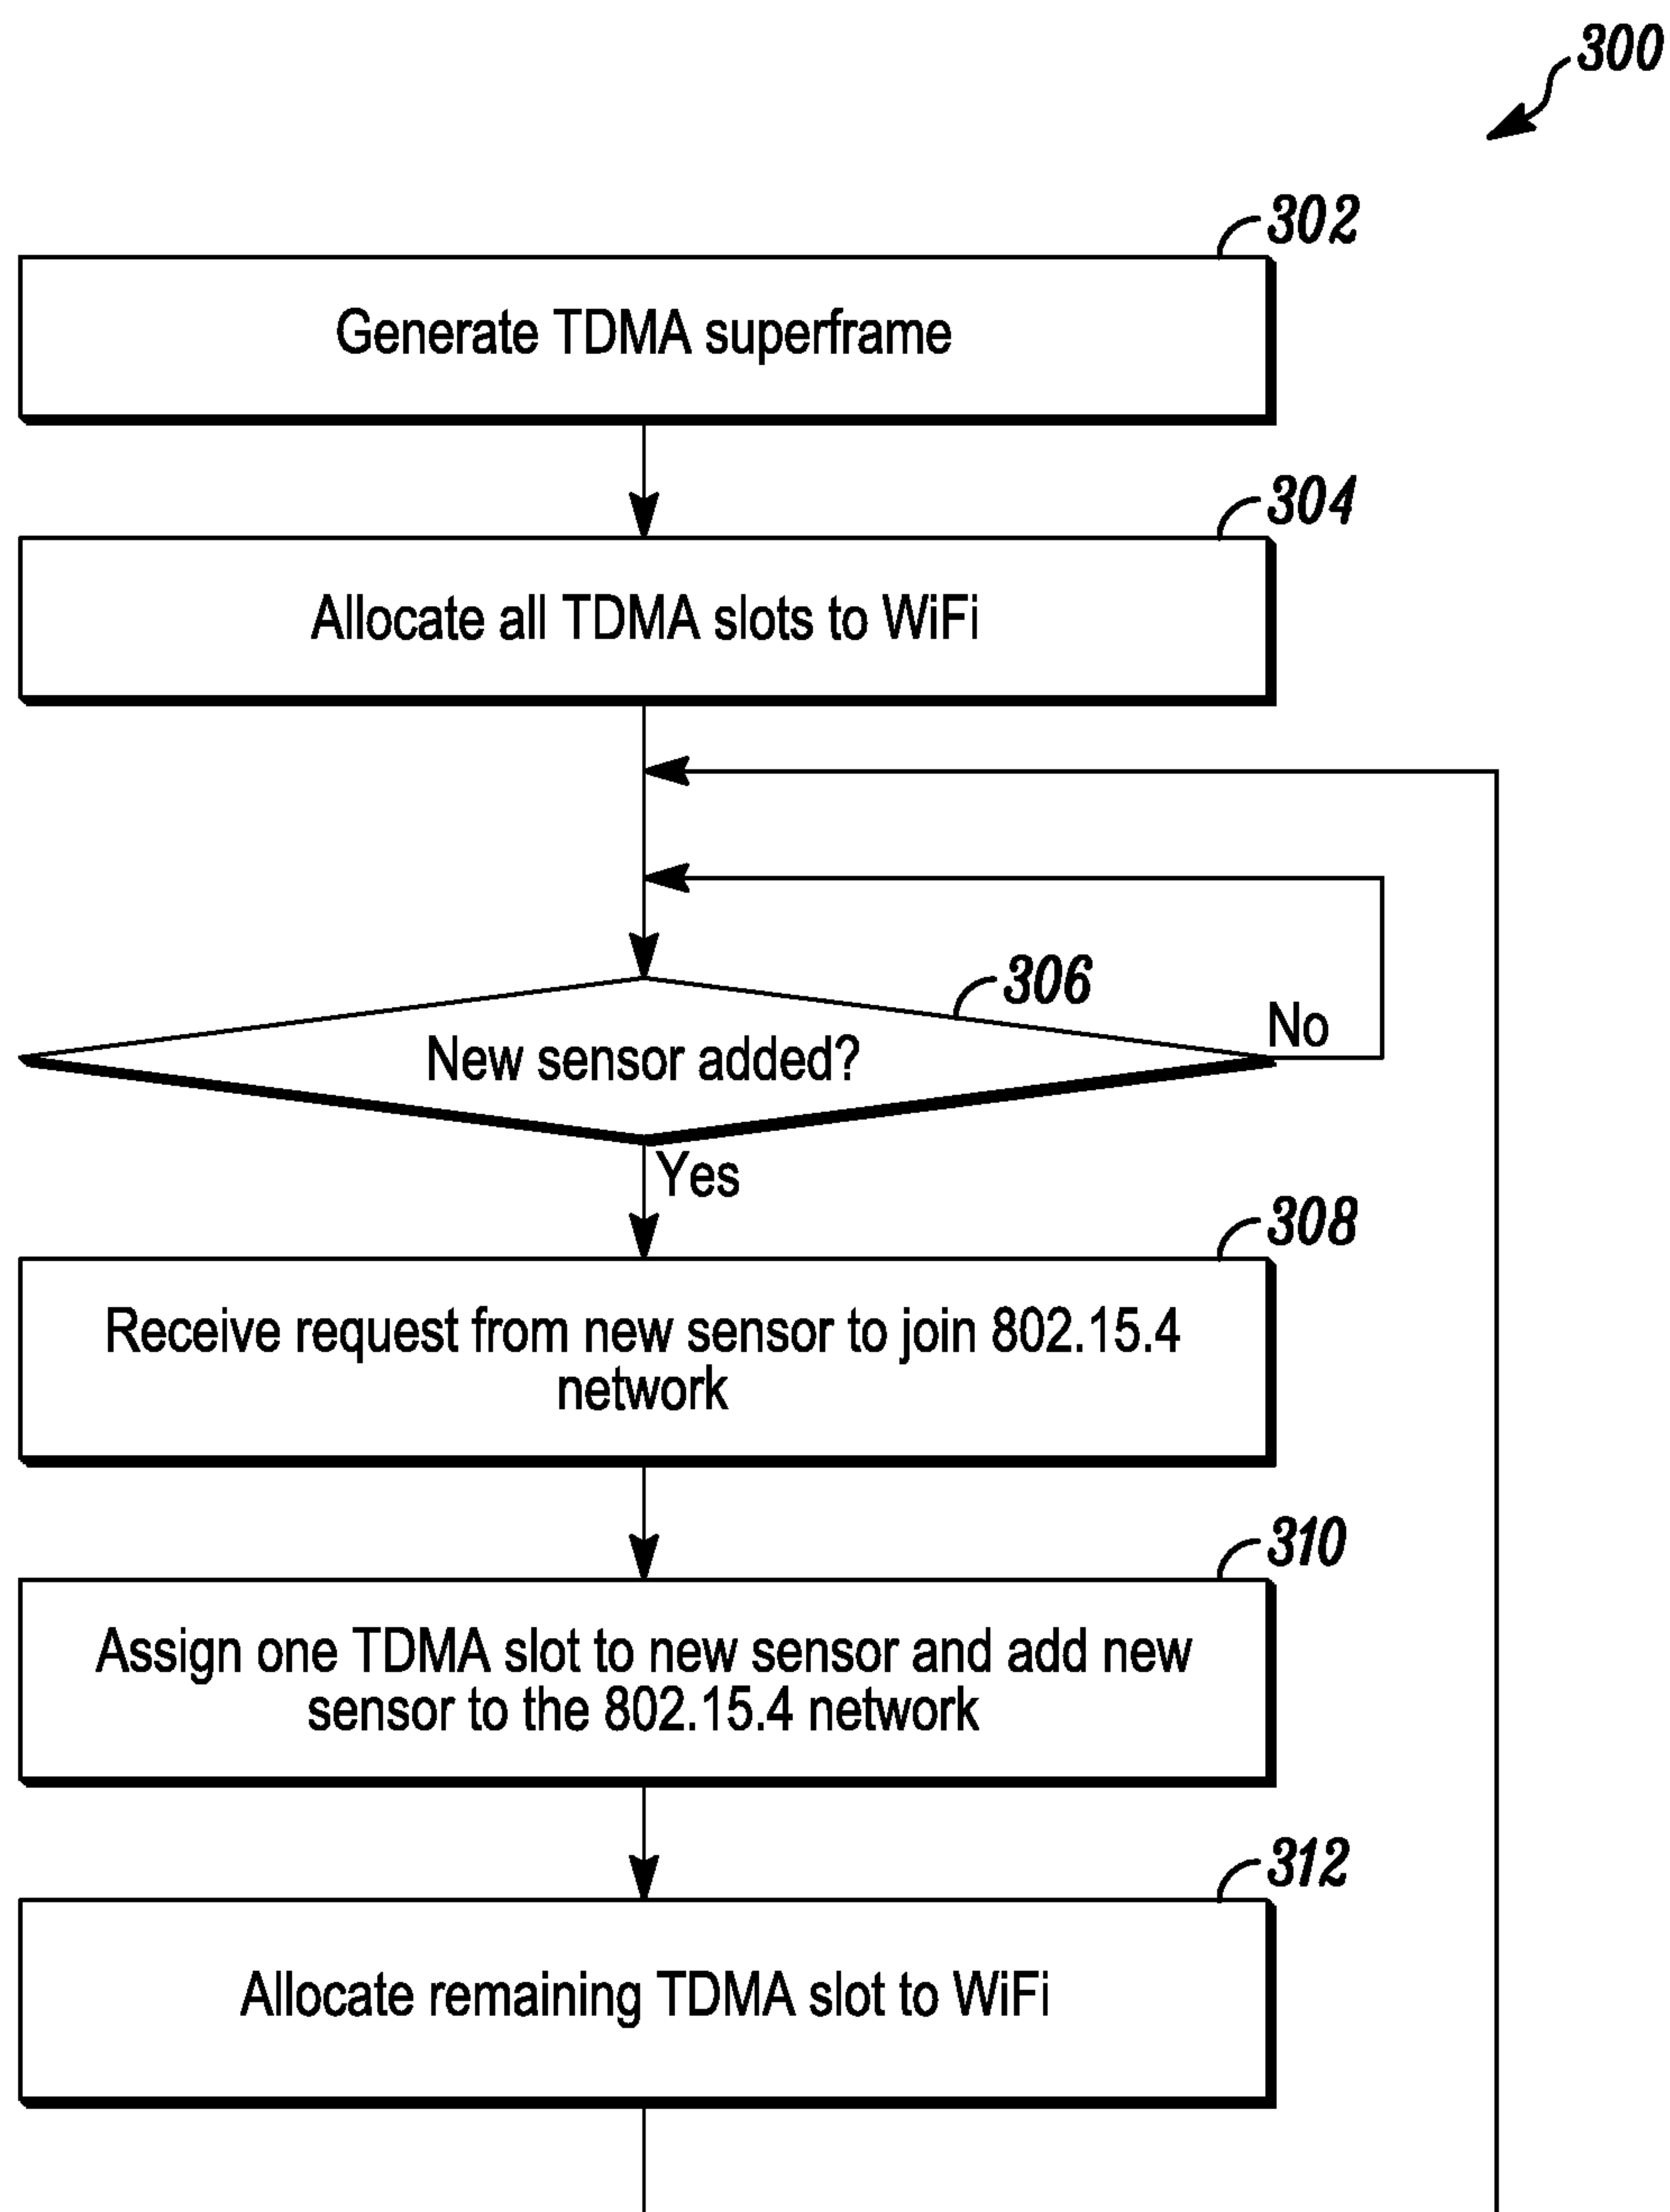 300
302
Generate TDMA superframe
304
Allocate all TDMA slots to WiFi
306
New sensor added?
No
Yes
308
Receive request from new sensor to join 802.15.4
network
310
Assign one TDMA slot to new sensor and add new
sensor to the 802.15.4 network
312
Allocate remaining TDMA slot to WiFi